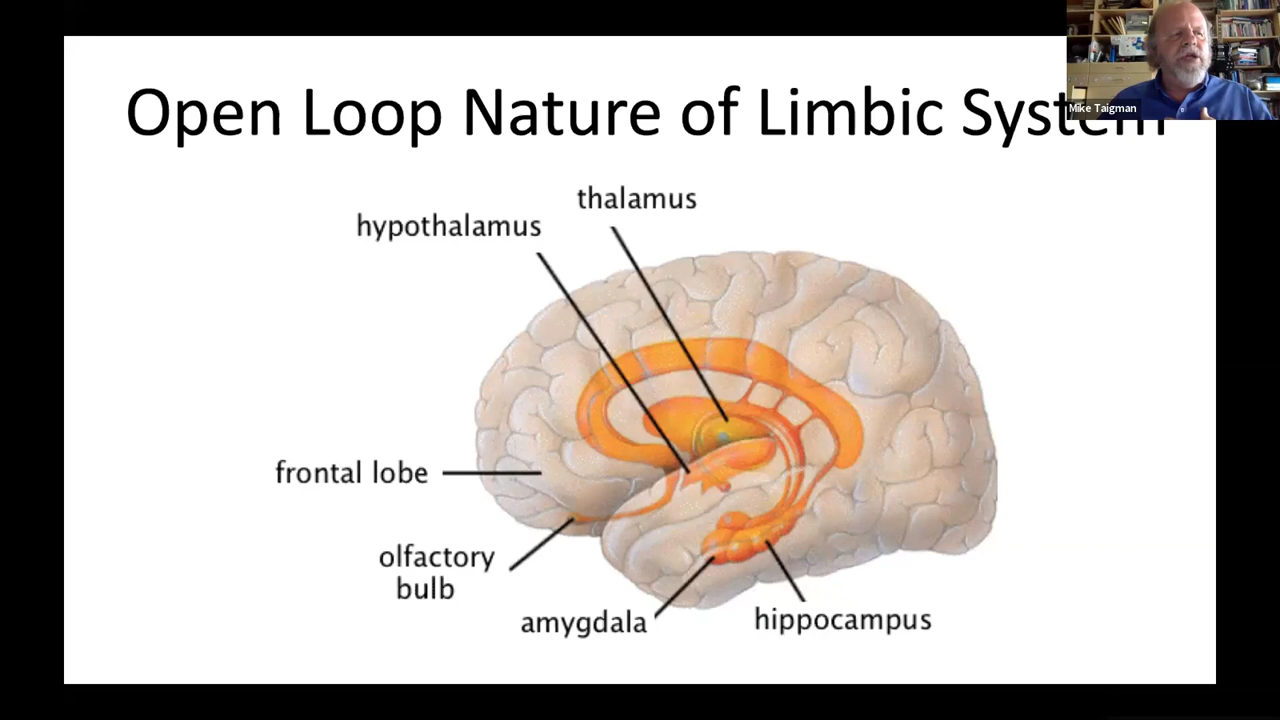 Mike Taigman
Open Loop Nature of Limbic System
thalamus
hypothalamus
frontal lobe
olfactory
bulb
amygdala
hippocampus